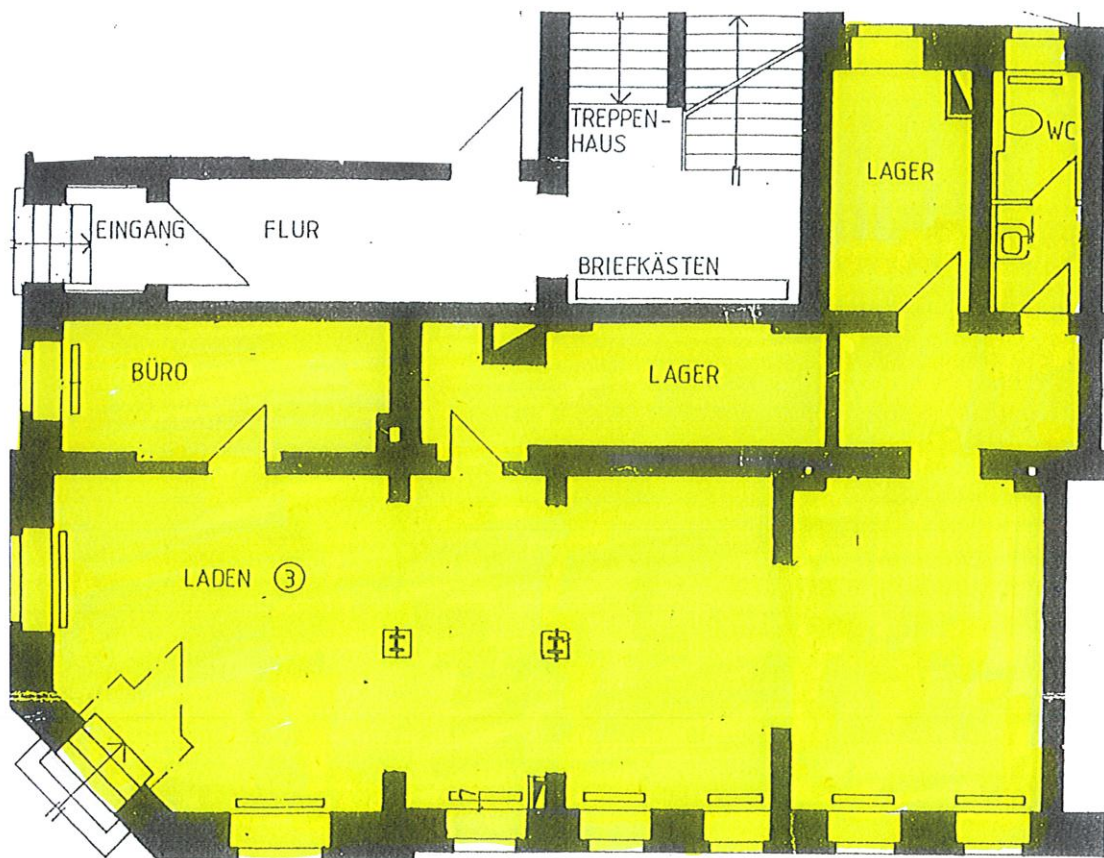 TREPPEN-
HAUS
WC
LAGER
EINGANG
FLUR
BRIEFKÄSTEN
BÜRO
LAGER
LADEN 3